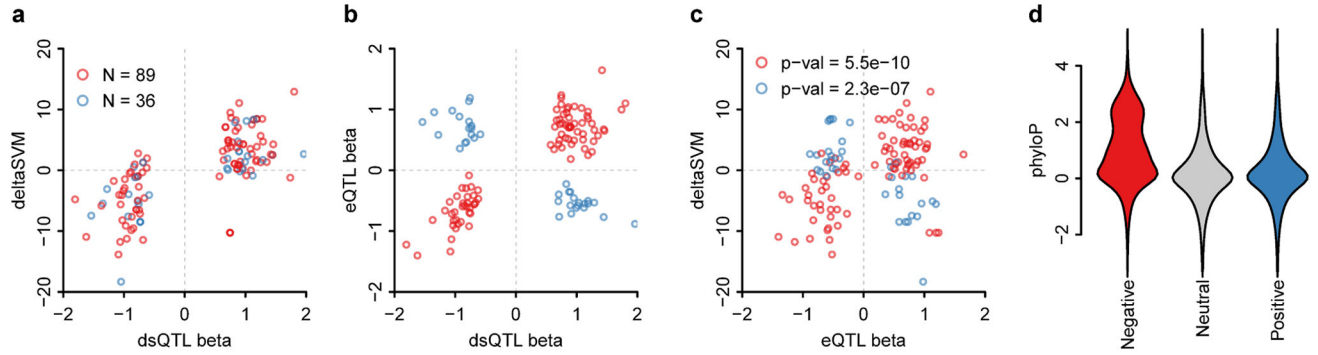 a
20
10
0
−10
−20
deltaSVM
N = 89
N = 36
−2 −1 0 1 2
dsQTL beta
b
2
1
0
−1
−2
eQTL beta
−2 −1 0 1 2
dsQTL beta
c
20
10
0
−10
−20
deltaSVM
p-val = 5.5e−10
p-val = 2.3e−07
−2 −1 0 1 2
eQTL beta
d
4
2
0
−2
phyloP
Negative
Neutral
Positive